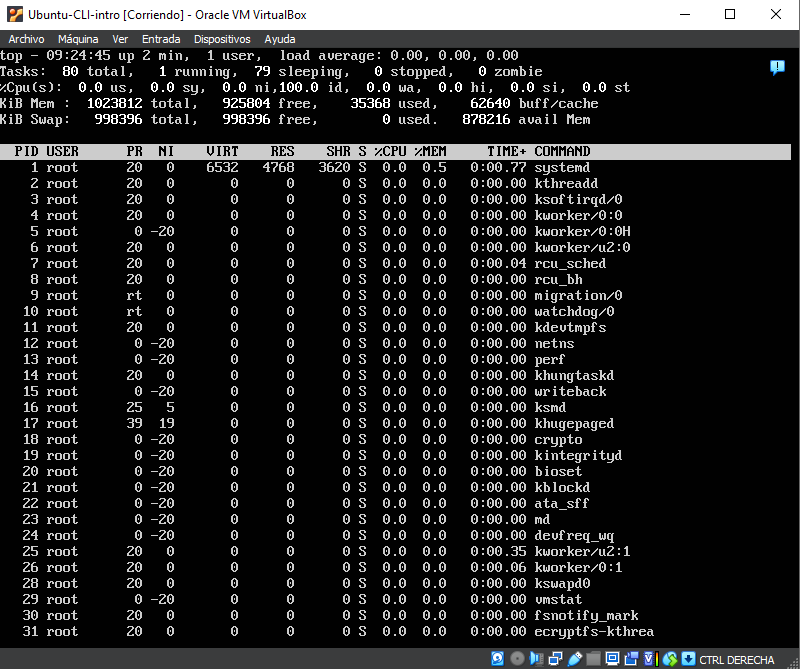 Ubuntu-CLI-intro [Corriendo] - Oracle VM VirtualBox
Archivo Máquina Ver Entrada Dispositivos Ayuda
top - 09:24:45 up 2 min, 1 user, load average: 0.00, 0.00, 0.00
Tasks: 80 total, 1 running, 79 sleeping, 0 stopped, 0 zombie
%Cpu(s): 0.0 us, 0.0 sy, 0.0 ni,100.0 id, 0.0 wa, 0.0 hi, 0.0 si, 0.0 st
KiB Mem : 1023812 total, 925804 free, 35368 used, 62640 buff/cache
KiB Swap: 998396 total, 998396 free, 0 used. 878216 avail Mem
PID USER PR NI VIRT RES SHR S %CPU %MEM TIME+ COMMAND
1 root 20 0 6532 4768 3620 S 0.0 0.5 0:00.77 systemd
2 root 20 0 0 0 0 S 0.0 0.0 0:00.00 kthreadd
3 root 20 0 0 0 0 S 0.0 0.0 0:00.00 ksoftirqd/0
4 root 20 0 0 0 0 S 0.0 0.0 0:00.00 kworker/0:0
5 root 0 -20 0 0 0 S 0.0 0.0 0:00.00 kworker/0:0H
6 root 20 0 0 0 0 S 0.0 0.0 0:00.00 kworker/u2:0
7 root 20 0 0 0 0 S 0.0 0.0 0:00.04 rcu_sched
8 root 20 0 0 0 0 S 0.0 0.0 0:00.00 rcu_bh
9 root rt 0 0 0 0 S 0.0 0.0 0:00.00 migration/0
10 root rt 0 0 0 0 S 0.0 0.0 0:00.00 watchdog/0
11 root 20 0 0 0 0 S 0.0 0.0 0:00.00 kdevtmpfs
12 root 0 -20 0 0 0 S 0.0 0.0 0:00.00 netns
13 root 0 -20 0 0 0 S 0.0 0.0 0:00.00 perf
14 root 20 0 0 0 0 S 0.0 0.0 0:00.00 khungtaskd
15 root 0 -20 0 0 0 S 0.0 0.0 0:00.00 writeback
16 root 25 5 0 0 0 S 0.0 0.0 0:00.00 ksmd
17 root 39 19 0 0 0 S 0.0 0.0 0:00.00 khugepaged
18 root 0 -20 0 0 0 S 0.0 0.0 0:00.00 crypto
19 root 0 -20 0 0 0 S 0.0 0.0 0:00.00 kintegrityd
20 root 0 -20 0 0 0 S 0.0 0.0 0:00.00 bioset
21 root 0 -20 0 0 0 S 0.0 0.0 0:00.00 kblockd
22 root 0 -20 0 0 0 S 0.0 0.0 0:00.00 ata_sff
23 root 0 -20 0 0 0 S 0.0 0.0 0:00.00 md
24 root 0 -20 0 0 0 S 0.0 0.0 0:00.00 devfreq_wq
25 root 20 0 0 0 0 S 0.0 0.0 0:00.35 kworker/u2:1
26 root 20 0 0 0 0 S 0.0 0.0 0:00.06 kworker/0:1
28 root 20 0 0 0 0 S 0.0 0.0 0:00.00 kswapd0
29 root 0 -20 0 0 0 S 0.0 0.0 0:00.00 vmstat
30 root 20 0 0 0 0 S 0.0 0.0 0:00.00 fsnotify_mark
31 root 20 0 0 0 0 S 0.0 0.0 0:00.00 ecryptfs-kthrea
CTRL DERECHA